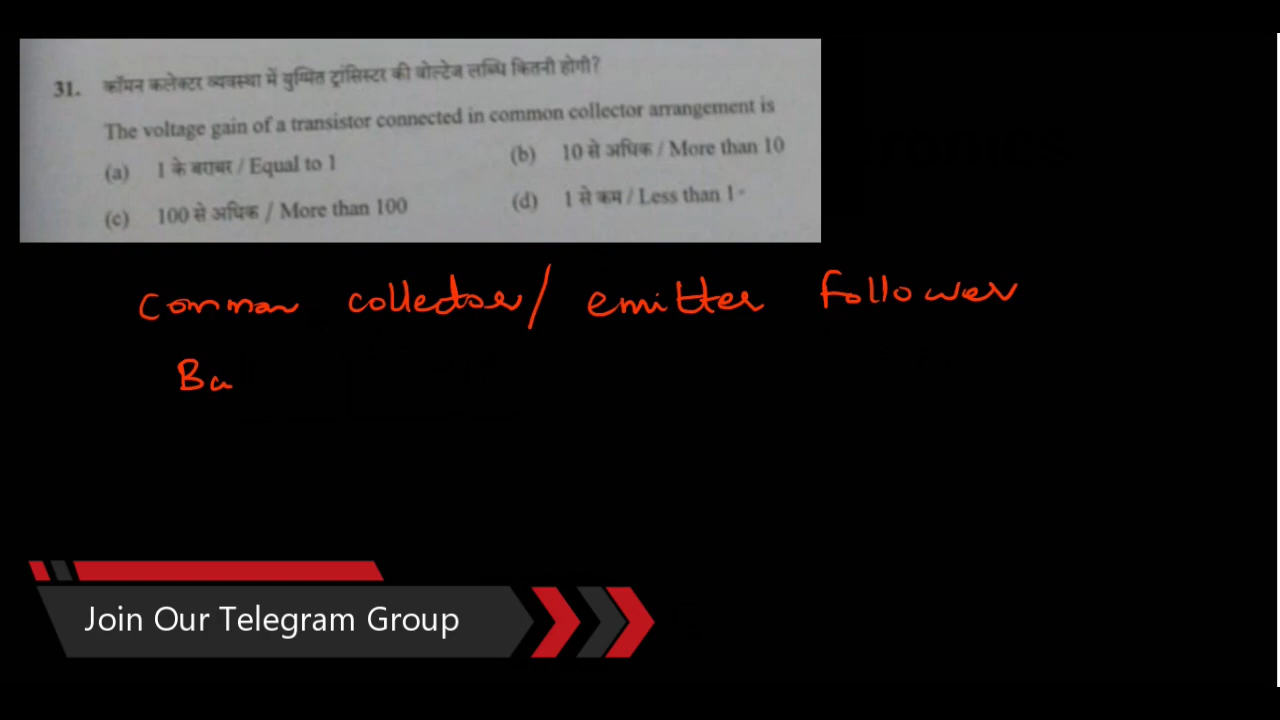 31. कॉमन कलेक्टर व्यवस्था में युग्मित ट्रांसिस्टर की वोल्टेज लब्धि कितनी होगी?
The voltage gain of a transistor connected in common collector arrangement is
(a) 1 के बराबर / Equal to 1 (b) 10 से अधिक / More than 10
(c) 100 से अधिक / More than 100 (d) 1 से कम / Less than 1
Common collector/ emitter follower
Ba
Join Our Telegram Group